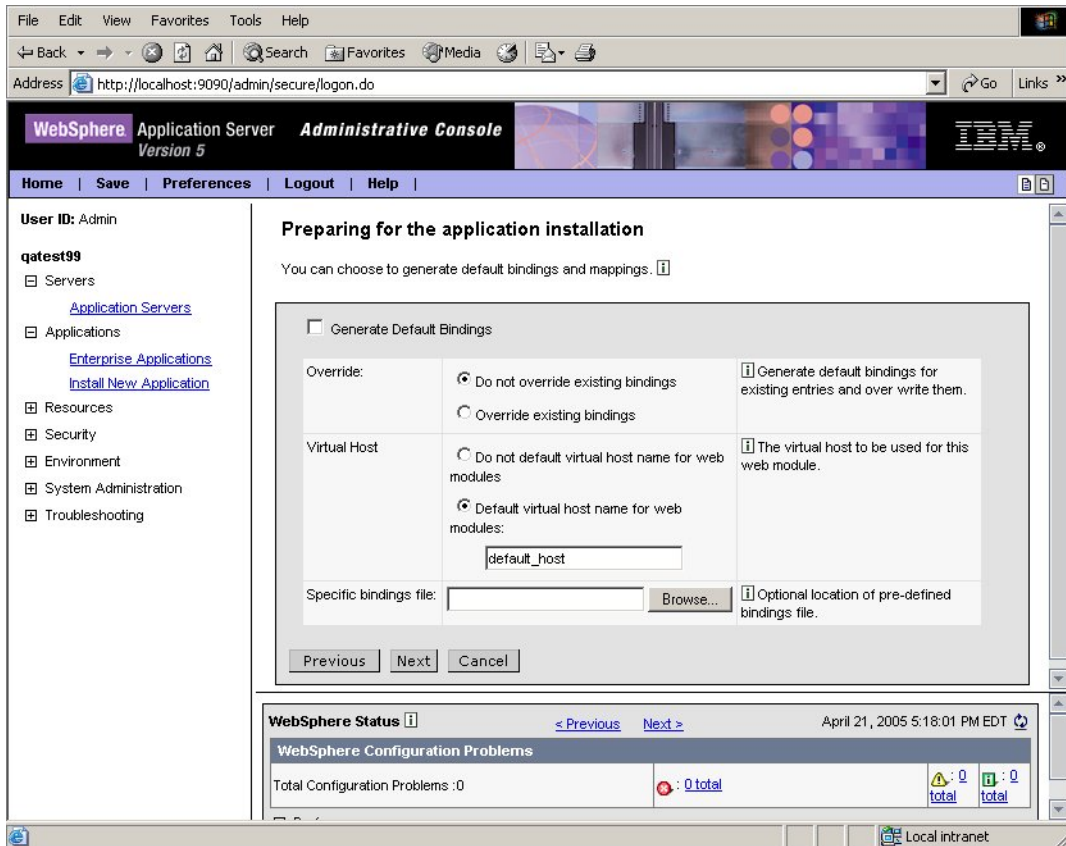 File Edit View Favorites Tools Help
Back Search Favorites Media
Address http://localhost:9090/admin/secure/logon.do Go Links »
WebSphere Application Server Administrative Console
Version 5
IBM®
Home | Save | Preferences | Logout | Help |
User ID: Admin
qatest99
Servers
Application Servers
Applications
Enterprise Applications
Install New Application
Resources
Security
Environment
System Administration
Troubleshooting
Preparing for the application installation
You can choose to generate default bindings and mappings. i
Generate Default Bindings
Override:
Do not override existing bindings
Override existing bindings
i Generate default bindings for
existing entries and over write them.
Virtual Host
Do not default virtual host name for web
modules
Default virtual host name for web
modules:
default_host
i The virtual host to be used for this
web module.
Specific bindings file:
Browse...
i Optional location of pre-defined
bindings file.
Previous Next Cancel
WebSphere Status i < Previous Next > April 21, 2005 5:18:01 PM EDT
WebSphere Configuration Problems
Total Configuration Problems :0
: 0 total
: 0
total
i : 0
total
Local intranet